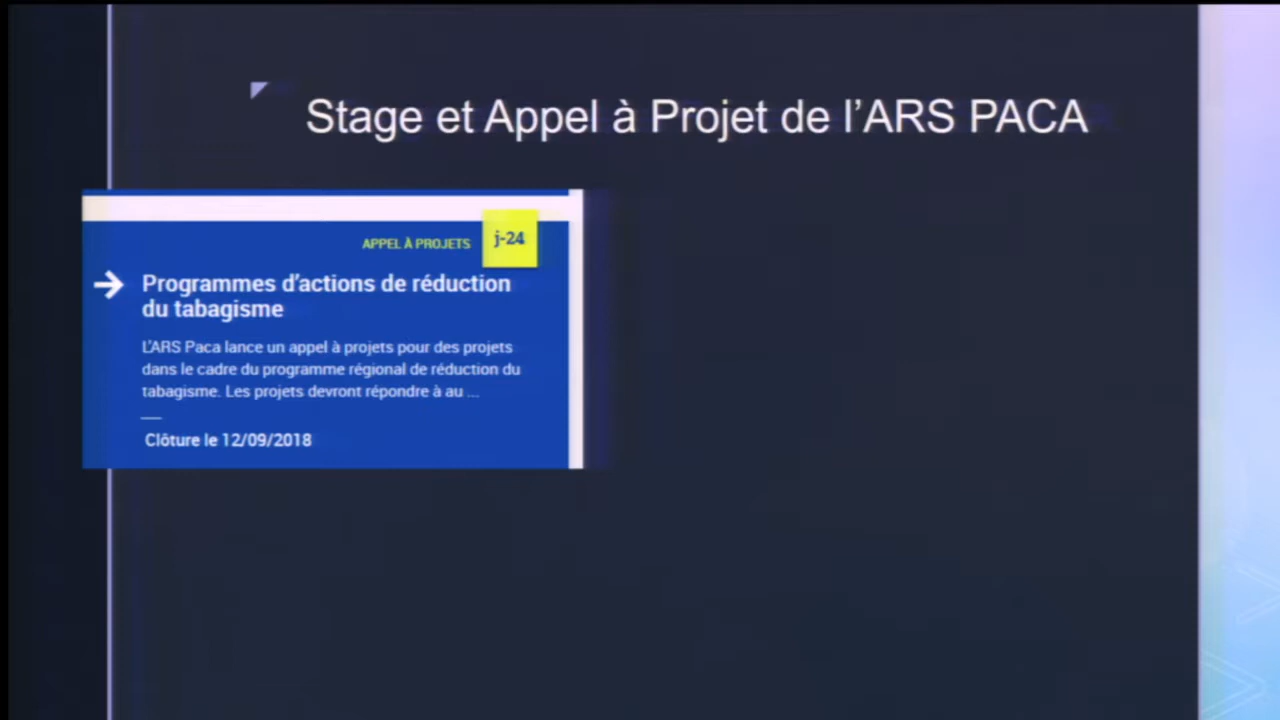 Stage et Appel à Projet de l’ARS PACA
APPEL À PROJETS
j-24
Programmes d’actions de réduction
du tabagisme
L’ARS Paca lance un appel à projets pour des projets
dans le cadre du programme régional de réduction du
tabagisme. Les projets devront répondre à au ...
Clôture le 12/09/2018